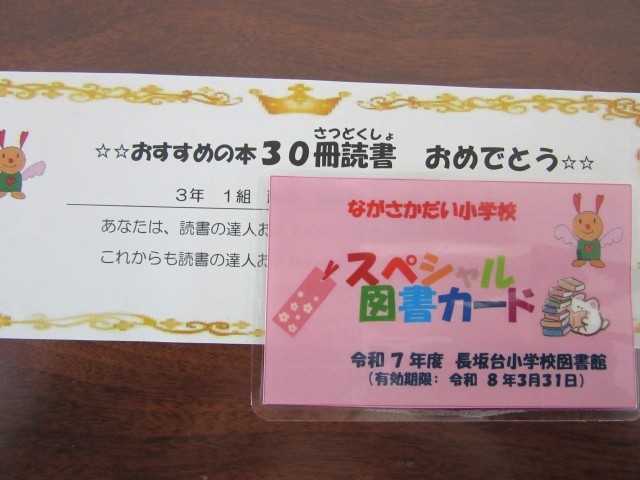 さつどくしょ
☆☆おすすめの本３０冊読書 おめでとう☆☆
３年 １組
あなたは、読書の達人お
これからも読書の達人お
ながさかだい小学校
スペシャル
図書カード
令和７年度 長坂台小学校図書館
(有効期限: 令和 8年3月31日)